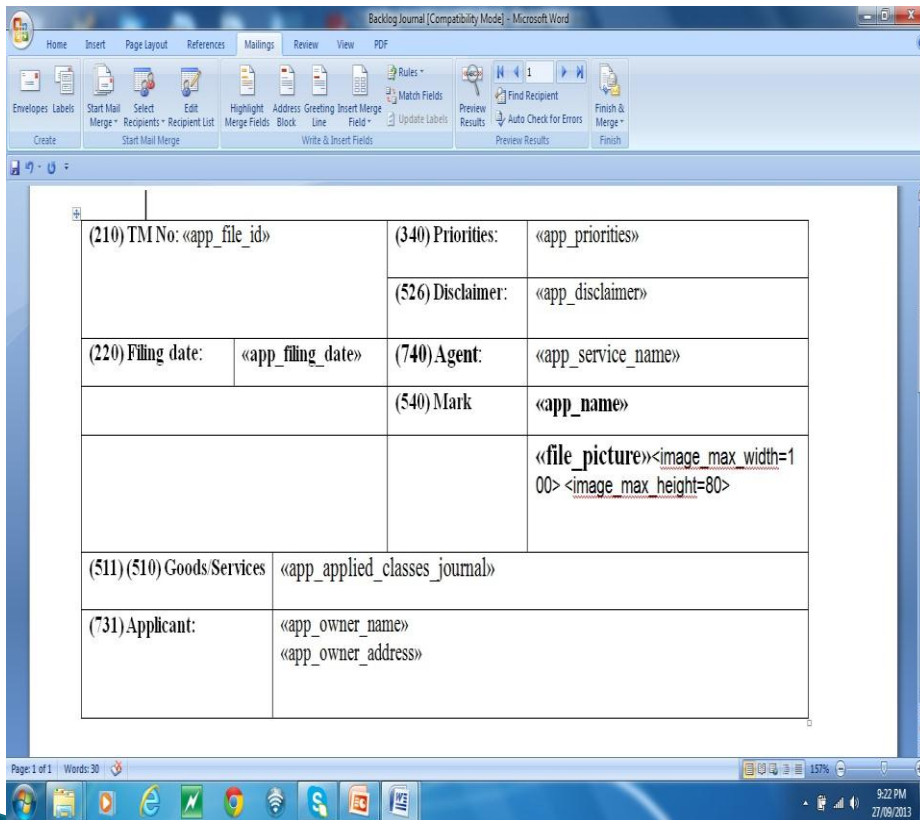 Backlog Journal [Compatibility Mode] - Microsoft Word
Home Insert Page Layout References Mailings Review View PDF
Envelopes Labels
Create
Start Mail Merge Select Recipients Edit Recipient List
Start Mail Merge
Highlight Merge Fields Address Block Greeting Line Insert Merge Field
Rules
Match Fields
Update Labels
Write & Insert Fields
Preview Results
1
Find Recipient
Auto Check for Errors
Preview Results
Finish & Merge
Finish
(210) TM No: «app_file_id»
(340) Priorities: «app_priorities»
(526) Disclaimer: «app_disclaimer»
(220) Filing date: «app_filing_date» (740) Agent: «app_service_name»
(540) Mark «app_name»
«file_picture»<image_max_width=1
00> <image_max_height=80>
(511) (510) Goods/Services «app_applied_classes_journal»
(731) Applicant: «app_owner_name»
«app_owner_address»
Page: 1 of 1 Words: 30 157%
9:22 PM
27/09/2013